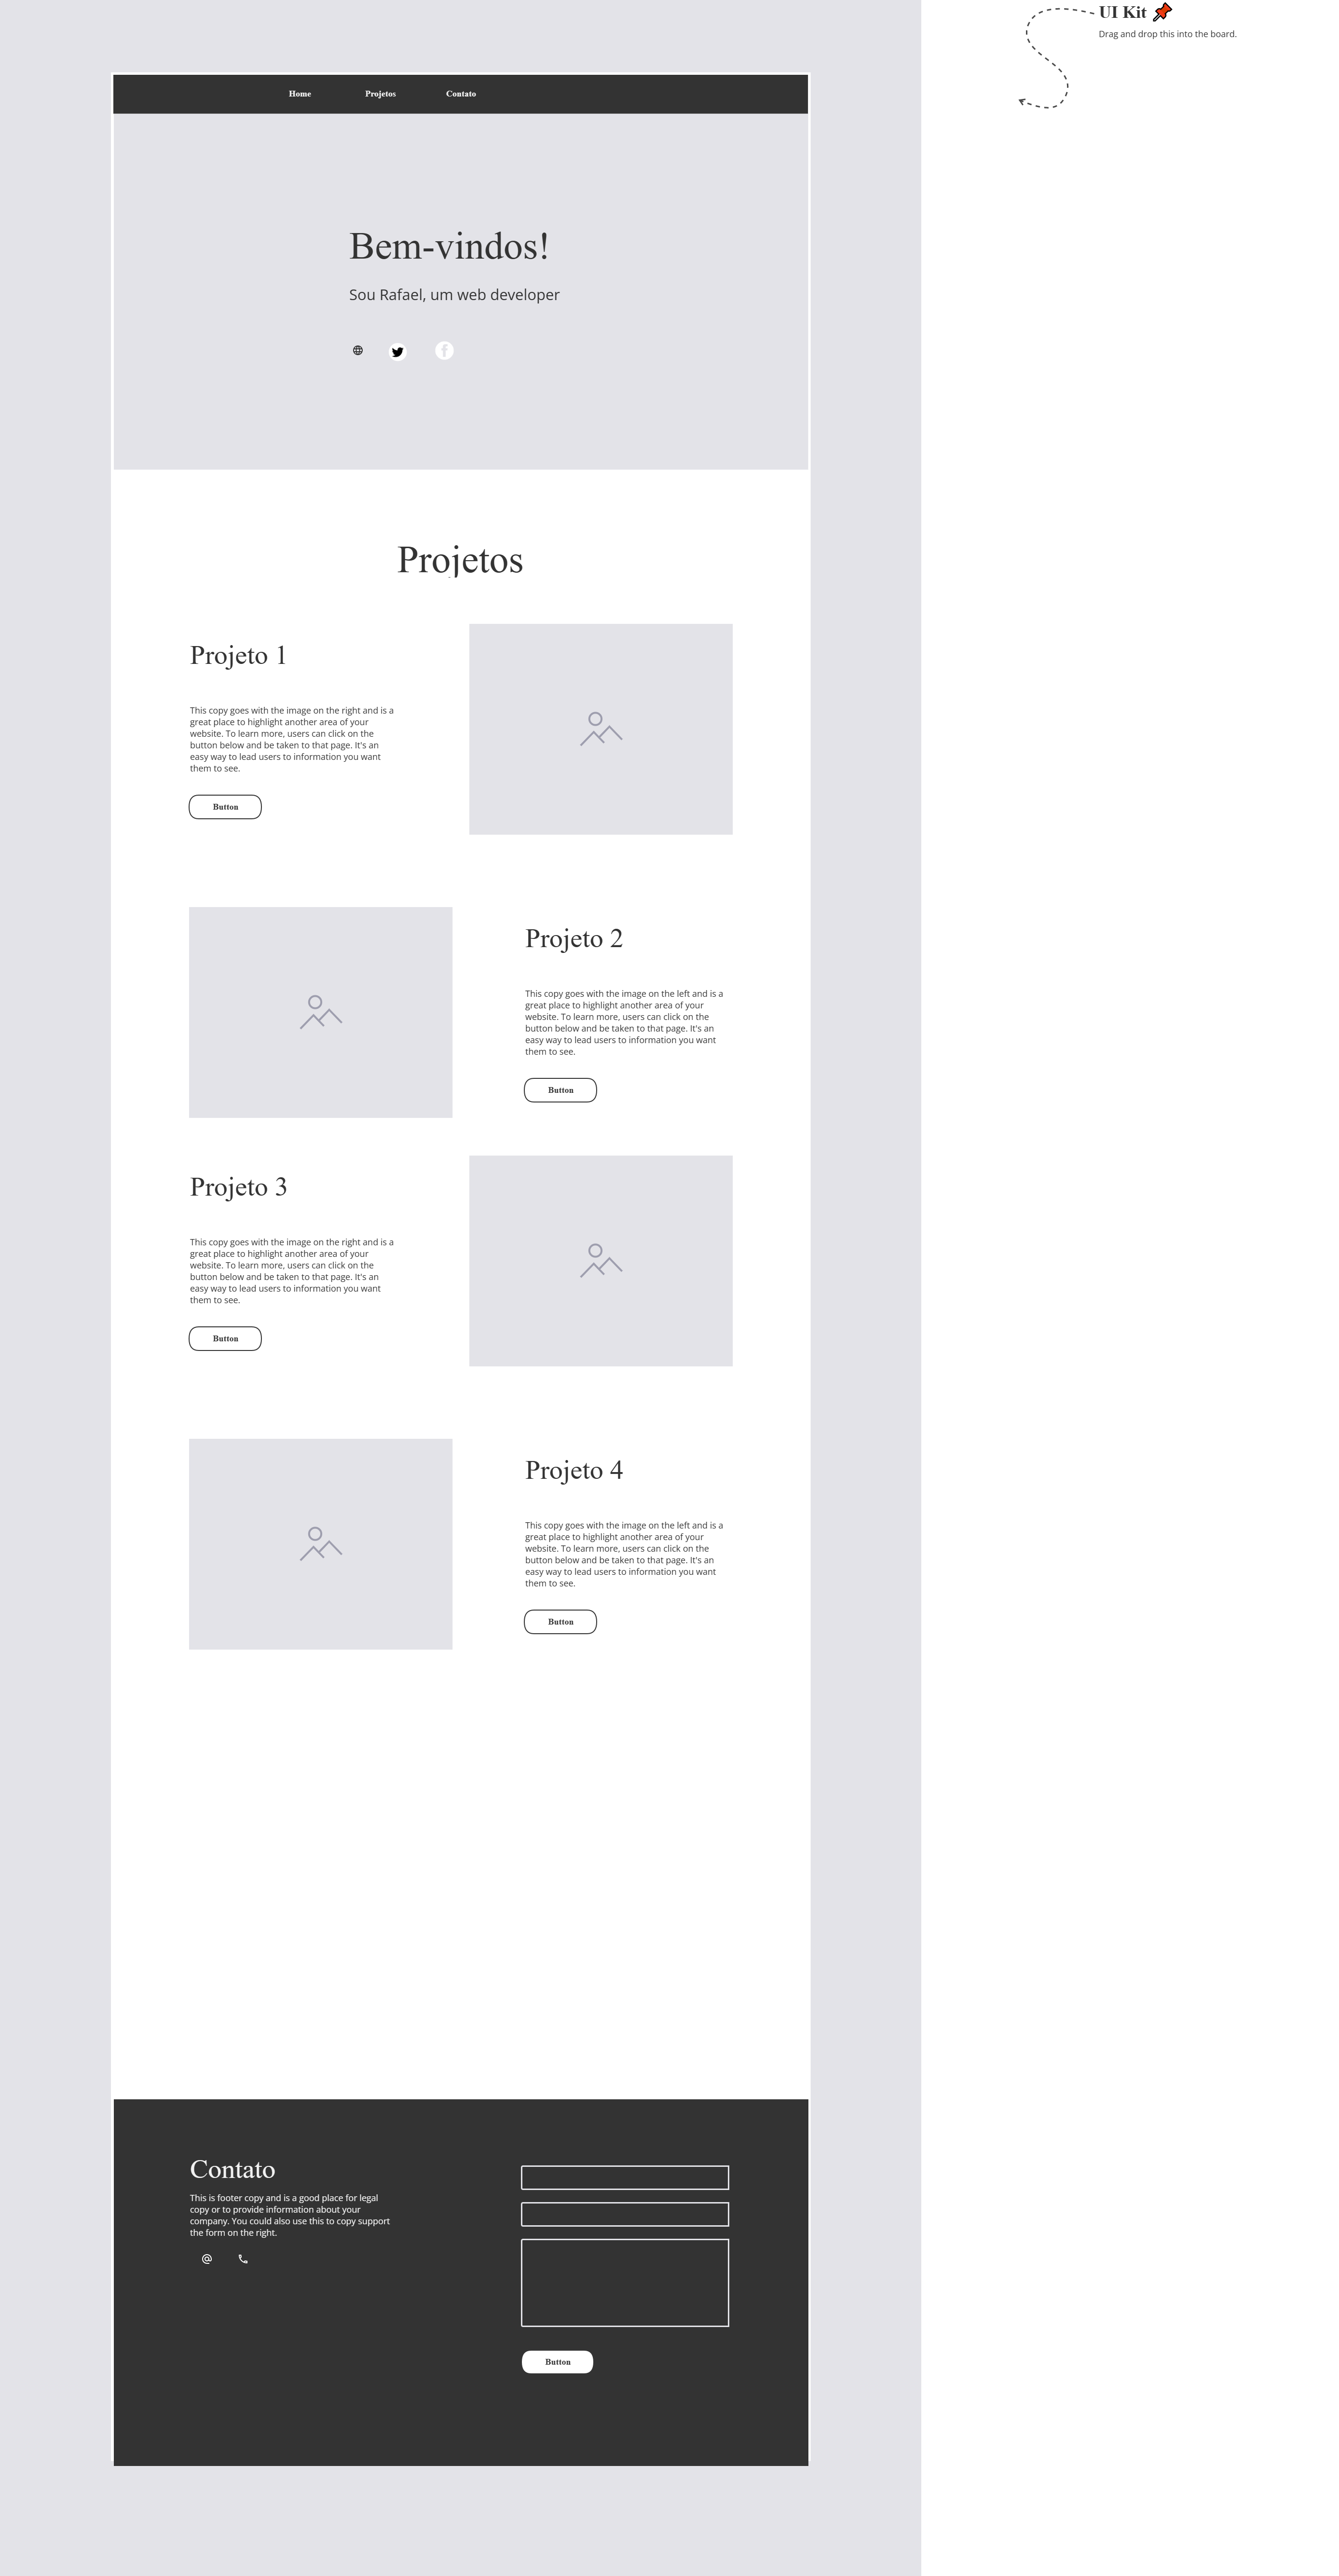 UI Kit
Drag and drop this into the board.
Home Projetos Contato
Bem-vindos!
Sou Rafael, um web developer
Projetos
Projeto 1
This copy goes with the image on the right and is a
great place to highlight another area of your
website. To learn more, users can click on the
button below and be taken to that page. It's an
easy way to lead users to information you want
them to see.
Button
Projeto 2
This copy goes with the image on the left and is a
great place to highlight another area of your
website. To learn more, users can click on the
button below and be taken to that page. It's an
easy way to lead users to information you want
them to see.
Button
Projeto 3
This copy goes with the image on the right and is a
great place to highlight another area of your
website. To learn more, users can click on the
button below and be taken to that page. It's an
easy way to lead users to information you want
them to see.
Button
Projeto 4
This copy goes with the image on the left and is a
great place to highlight another area of your
website. To learn more, users can click on the
button below and be taken to that page. It's an
easy way to lead users to information you want
them to see.
Button
Contato
This is footer copy and is a good place for legal
copy or to provide information about your
company. You could also use this to copy support
the form on the right.
Button